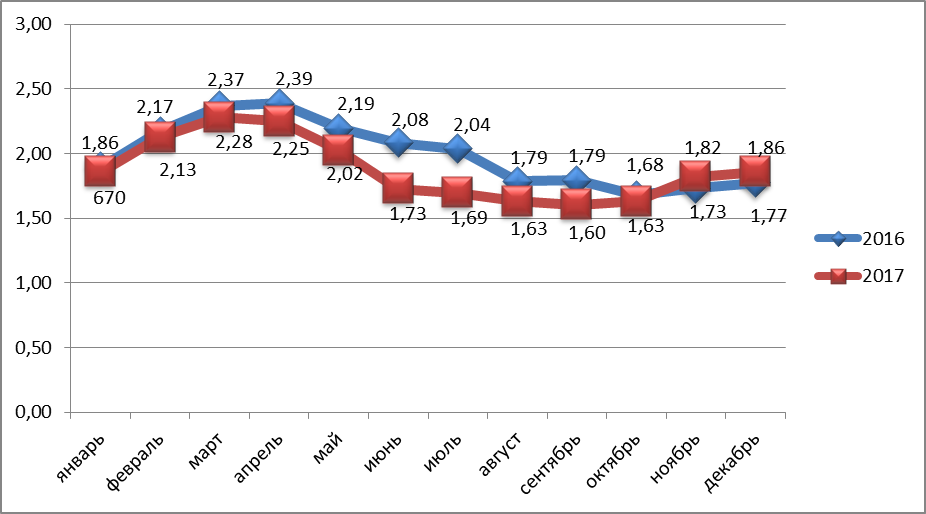 3,00
2,50
2,00
1,50
1,00
0,50
0,00
1,86
2,17
2,37
2,39
2,19
2,08
2,04
1,79
1,79
1,68
1,82
1,86
670
2,13
2,28
2,25
2,02
1,73
1,69
1,63
1,60
1,63
1,73
1,77
январь
февраль
март
апрель
май
июнь
июль
август
сентябрь
октябрь
ноябрь
декабрь
2016
2017